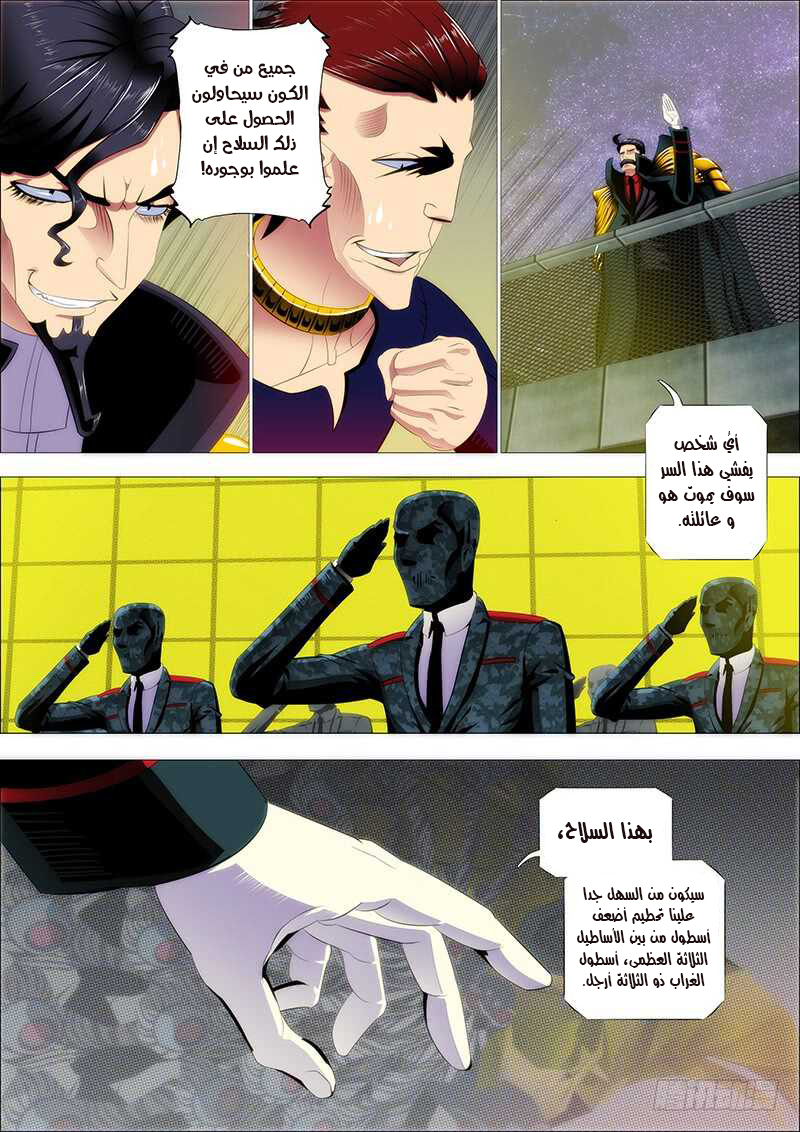 جميع من في
الكون سيحاولون
الحصول على
ذلك السلاح إن
علموا بوجوده!
أيُ شخص
يفشي هذا السر
سوف يموتَ هو
و عائلته.
بهذا السلاح،
سيكون من السهل جدا
علينا تحطيم أضعف
أسطول من بين الأساطيل
الثلاثة العظمى، أسطول
الغراب ذو الثلاثة أرجل.